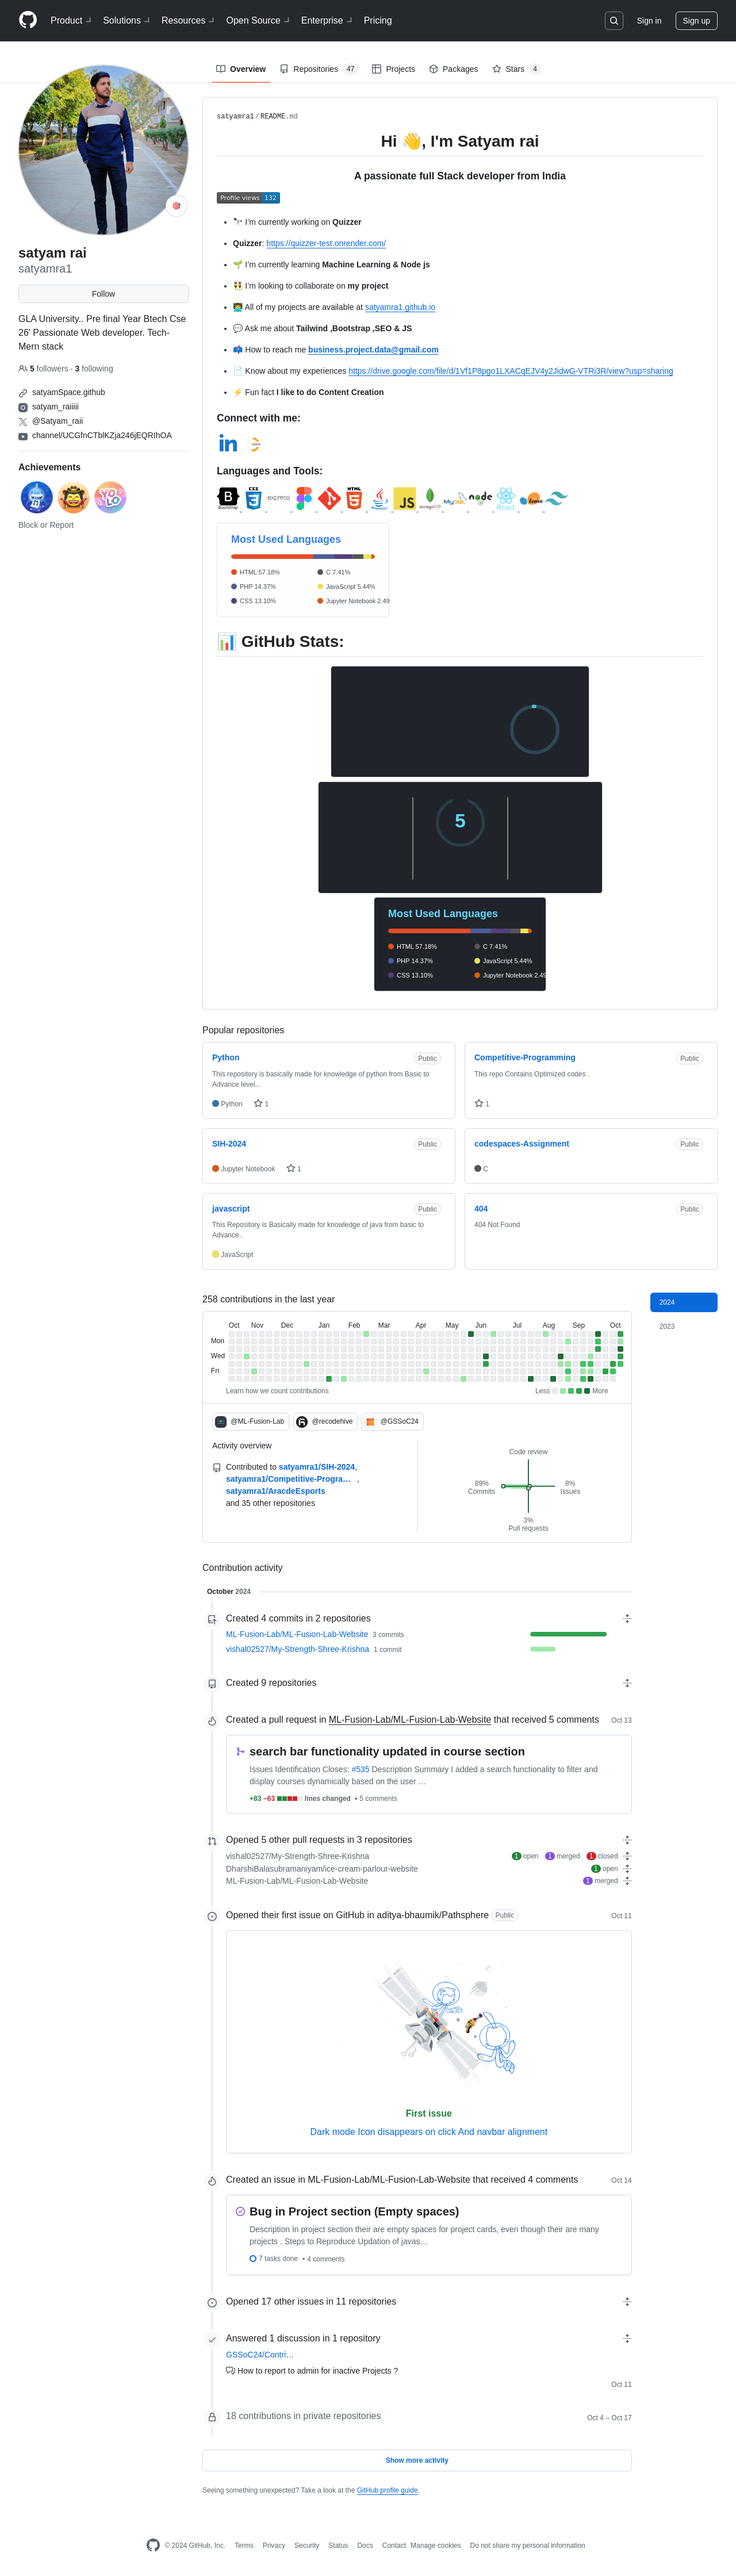 Product Solutions Resources Open Source Enterprise Pricing Sign in Sign up
Overview Repositories 47 Projects Packages Stars 4
satyam rai
satyamra1
Follow
GLA University.. Pre final Year Btech Cse
26' Passionate Web developer. Tech-
Mern stack
5 followers · 3 following
satyamSpace.github
satyam_raiiiii
@Satyam_raii
channel/UCGfnCTblKZja246jEQRIhOA
Achievements
Block or Report
satyamra1/README.md
Hi 👋, I'm Satyam rai
A passionate full Stack developer from India
Profile views 132
🔭 I'm currently working on Quizzer
Quizzer: https://quizzer-test.onrender.com/
🌱 I'm currently learning Machine Learning & Node js
👯 I'm looking to collaborate on my project
👨‍💻 All of my projects are available at satyamra1.github.io
💬 Ask me about Tailwind ,Bootstrap ,SEO & JS
📫 How to reach me business.project.data@gmail.com
📄 Know about my experiences https://drive.google.com/file/d/1Vf1P8pgo1LXACqEJV4y2JidwG-VTRi3R/view?usp=sharing
⚡ Fun fact I like to do Content Creation
Connect with me:
in
Languages and Tools:
B Bootstrap CSS express HTML Java JS mongoDB MySQL node React
Most Used Languages
HTML 57.18% C 7.41%
PHP 14.37% JavaScript 5.44%
CSS 13.10% Jupyter Notebook 2.49
📊 GitHub Stats:
5
Most Used Languages
HTML 57.18% C 7.41%
PHP 14.37% JavaScript 5.44%
CSS 13.10% Jupyter Notebook 2.49
Popular repositories
Python Public
This repository is basically made for knowledge of python from Basic to
Advance level...
Python 1
Competitive-Programming Public
This repo Contains Optimized codes .
1
SIH-2024 Public
Jupyter Notebook 1
codespaces-Assignment Public
C
javascript Public
This Repository is Basically made for knowledge of java from basic to
Advance..
JavaScript
404 Public
404 Not Found
258 contributions in the last year
2024
2023
Oct Nov Dec Jan Feb Mar Apr May Jun Jul Aug Sep Oct
Mon
Wed
Fri
Learn how we count contributions Less More
@ML-Fusion-Lab @recodehive @GSSoC24
Activity overview
Contributed to satyamra1/SIH-2024,
satyamra1/Competitive-Progra… ,
satyamra1/AracdeEsports
and 35 other repositories
Code review
89% Commits
8% Issues
3%
Pull requests
Contribution activity
October 2024
Created 4 commits in 2 repositories
ML-Fusion-Lab/ML-Fusion-Lab-Website 3 commits
vishal02527/My-Strength-Shree-Krishna 1 commit
Created 9 repositories
Created a pull request in ML-Fusion-Lab/ML-Fusion-Lab-Website that received 5 comments Oct 13
search bar functionality updated in course section
Issues Identification Closes: #535 Description Summary I added a search functionality to filter and
display courses dynamically based on the user …
+83 −63 lines changed • 5 comments
Opened 5 other pull requests in 3 repositories
vishal02527/My-Strength-Shree-Krishna 1 open 1 merged 1 closed
DharshiBalasubramaniyam/ice-cream-parlour-website 1 open
ML-Fusion-Lab/ML-Fusion-Lab-Website 1 merged
Opened their first issue on GitHub in aditya-bhaumik/Pathsphere Public Oct 11
First issue
Dark mode Icon disappears on click And navbar alignment
Created an issue in ML-Fusion-Lab/ML-Fusion-Lab-Website that received 4 comments Oct 14
Bug in Project section (Empty spaces)
Description In project section their are empty spaces for project cards, even though their are many
projects . Steps to Reproduce Updation of javas…
7 tasks done • 4 comments
Opened 17 other issues in 11 repositories
Answered 1 discussion in 1 repository
GSSoC24/Contri…
How to report to admin for inactive Projects ?
Oct 11
18 contributions in private repositories Oct 4 – Oct 17
Show more activity
Seeing something unexpected? Take a look at the GitHub profile guide.
© 2024 GitHub, Inc. Terms Privacy Security Status Docs Contact Manage cookies Do not share my personal information